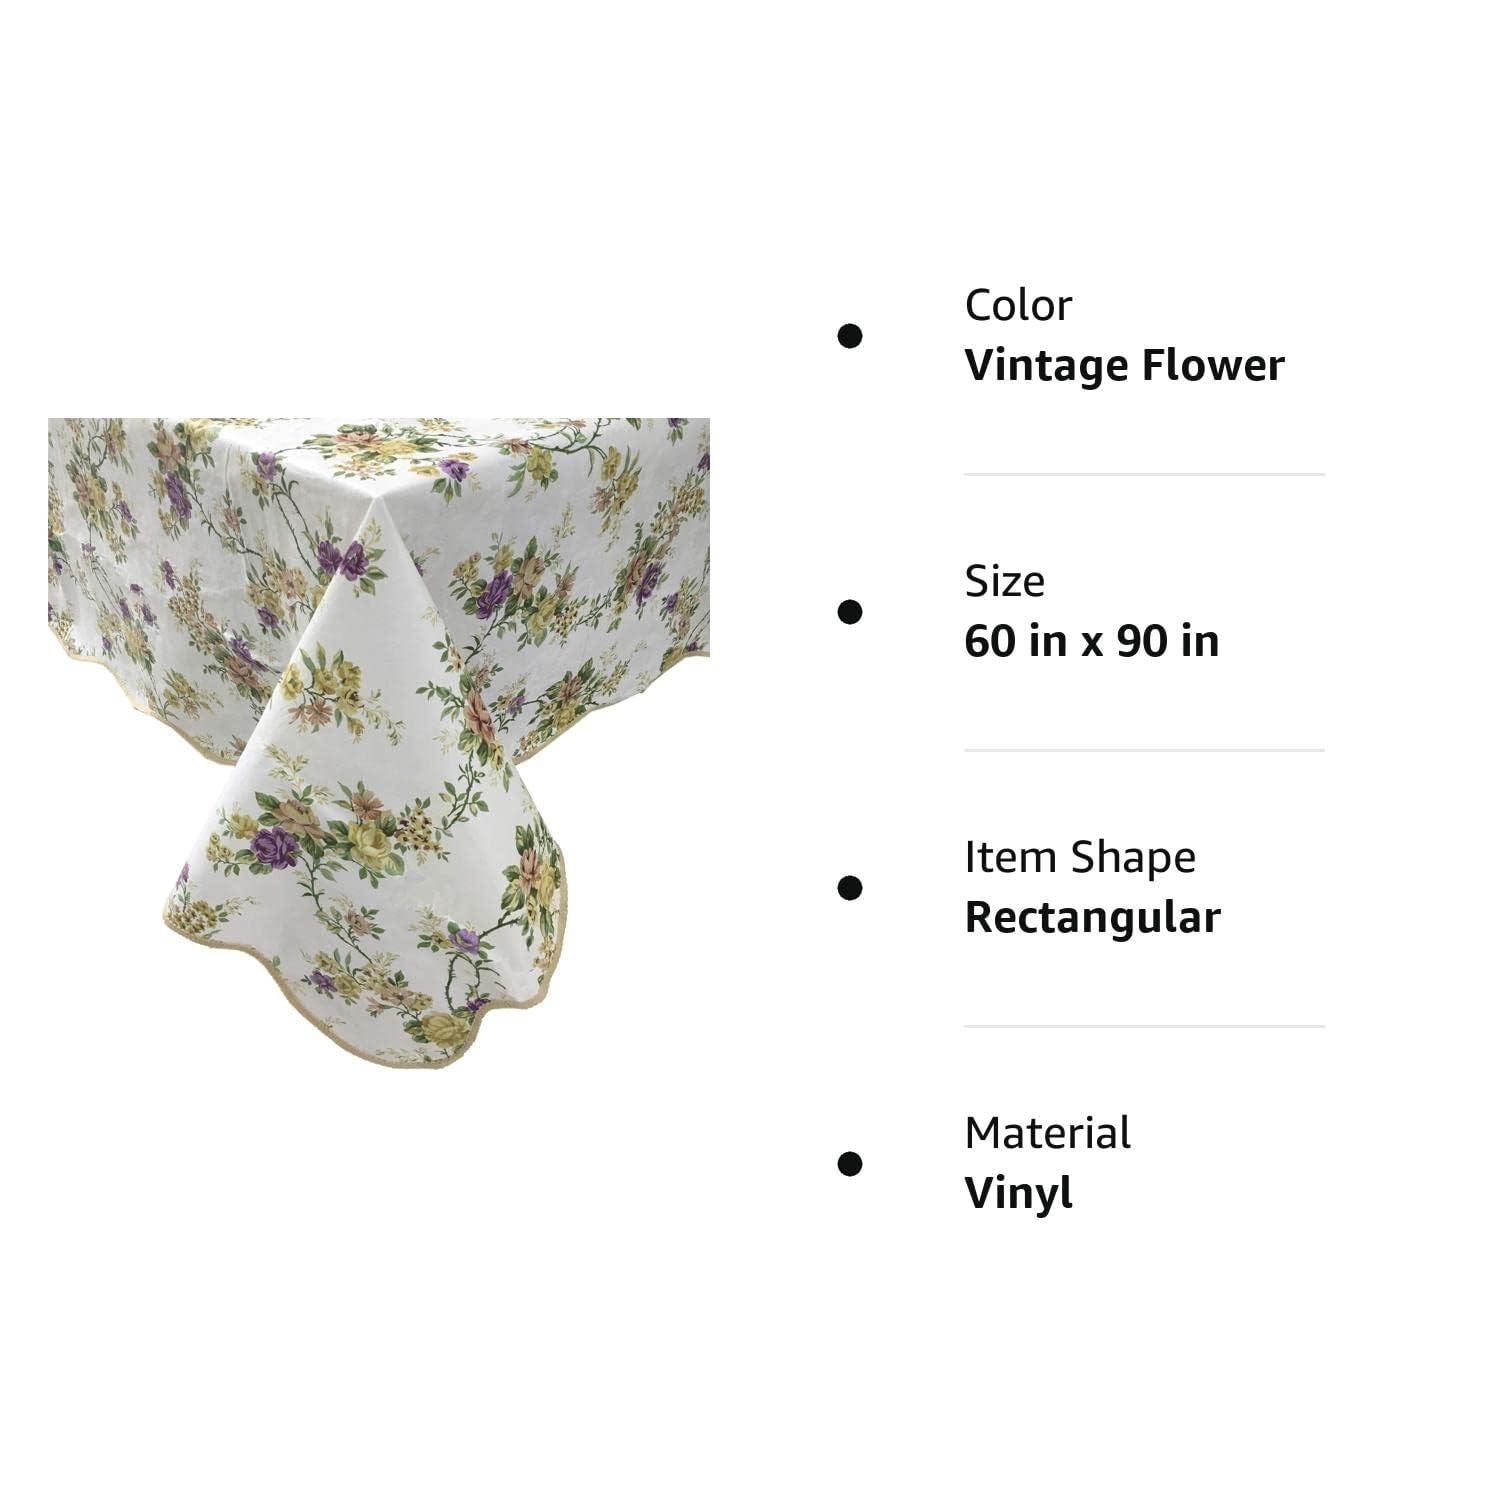 Color
Vintage Flower
Size
60 in x 90 in
Item Shape
Rectangular
Material
Vinyl